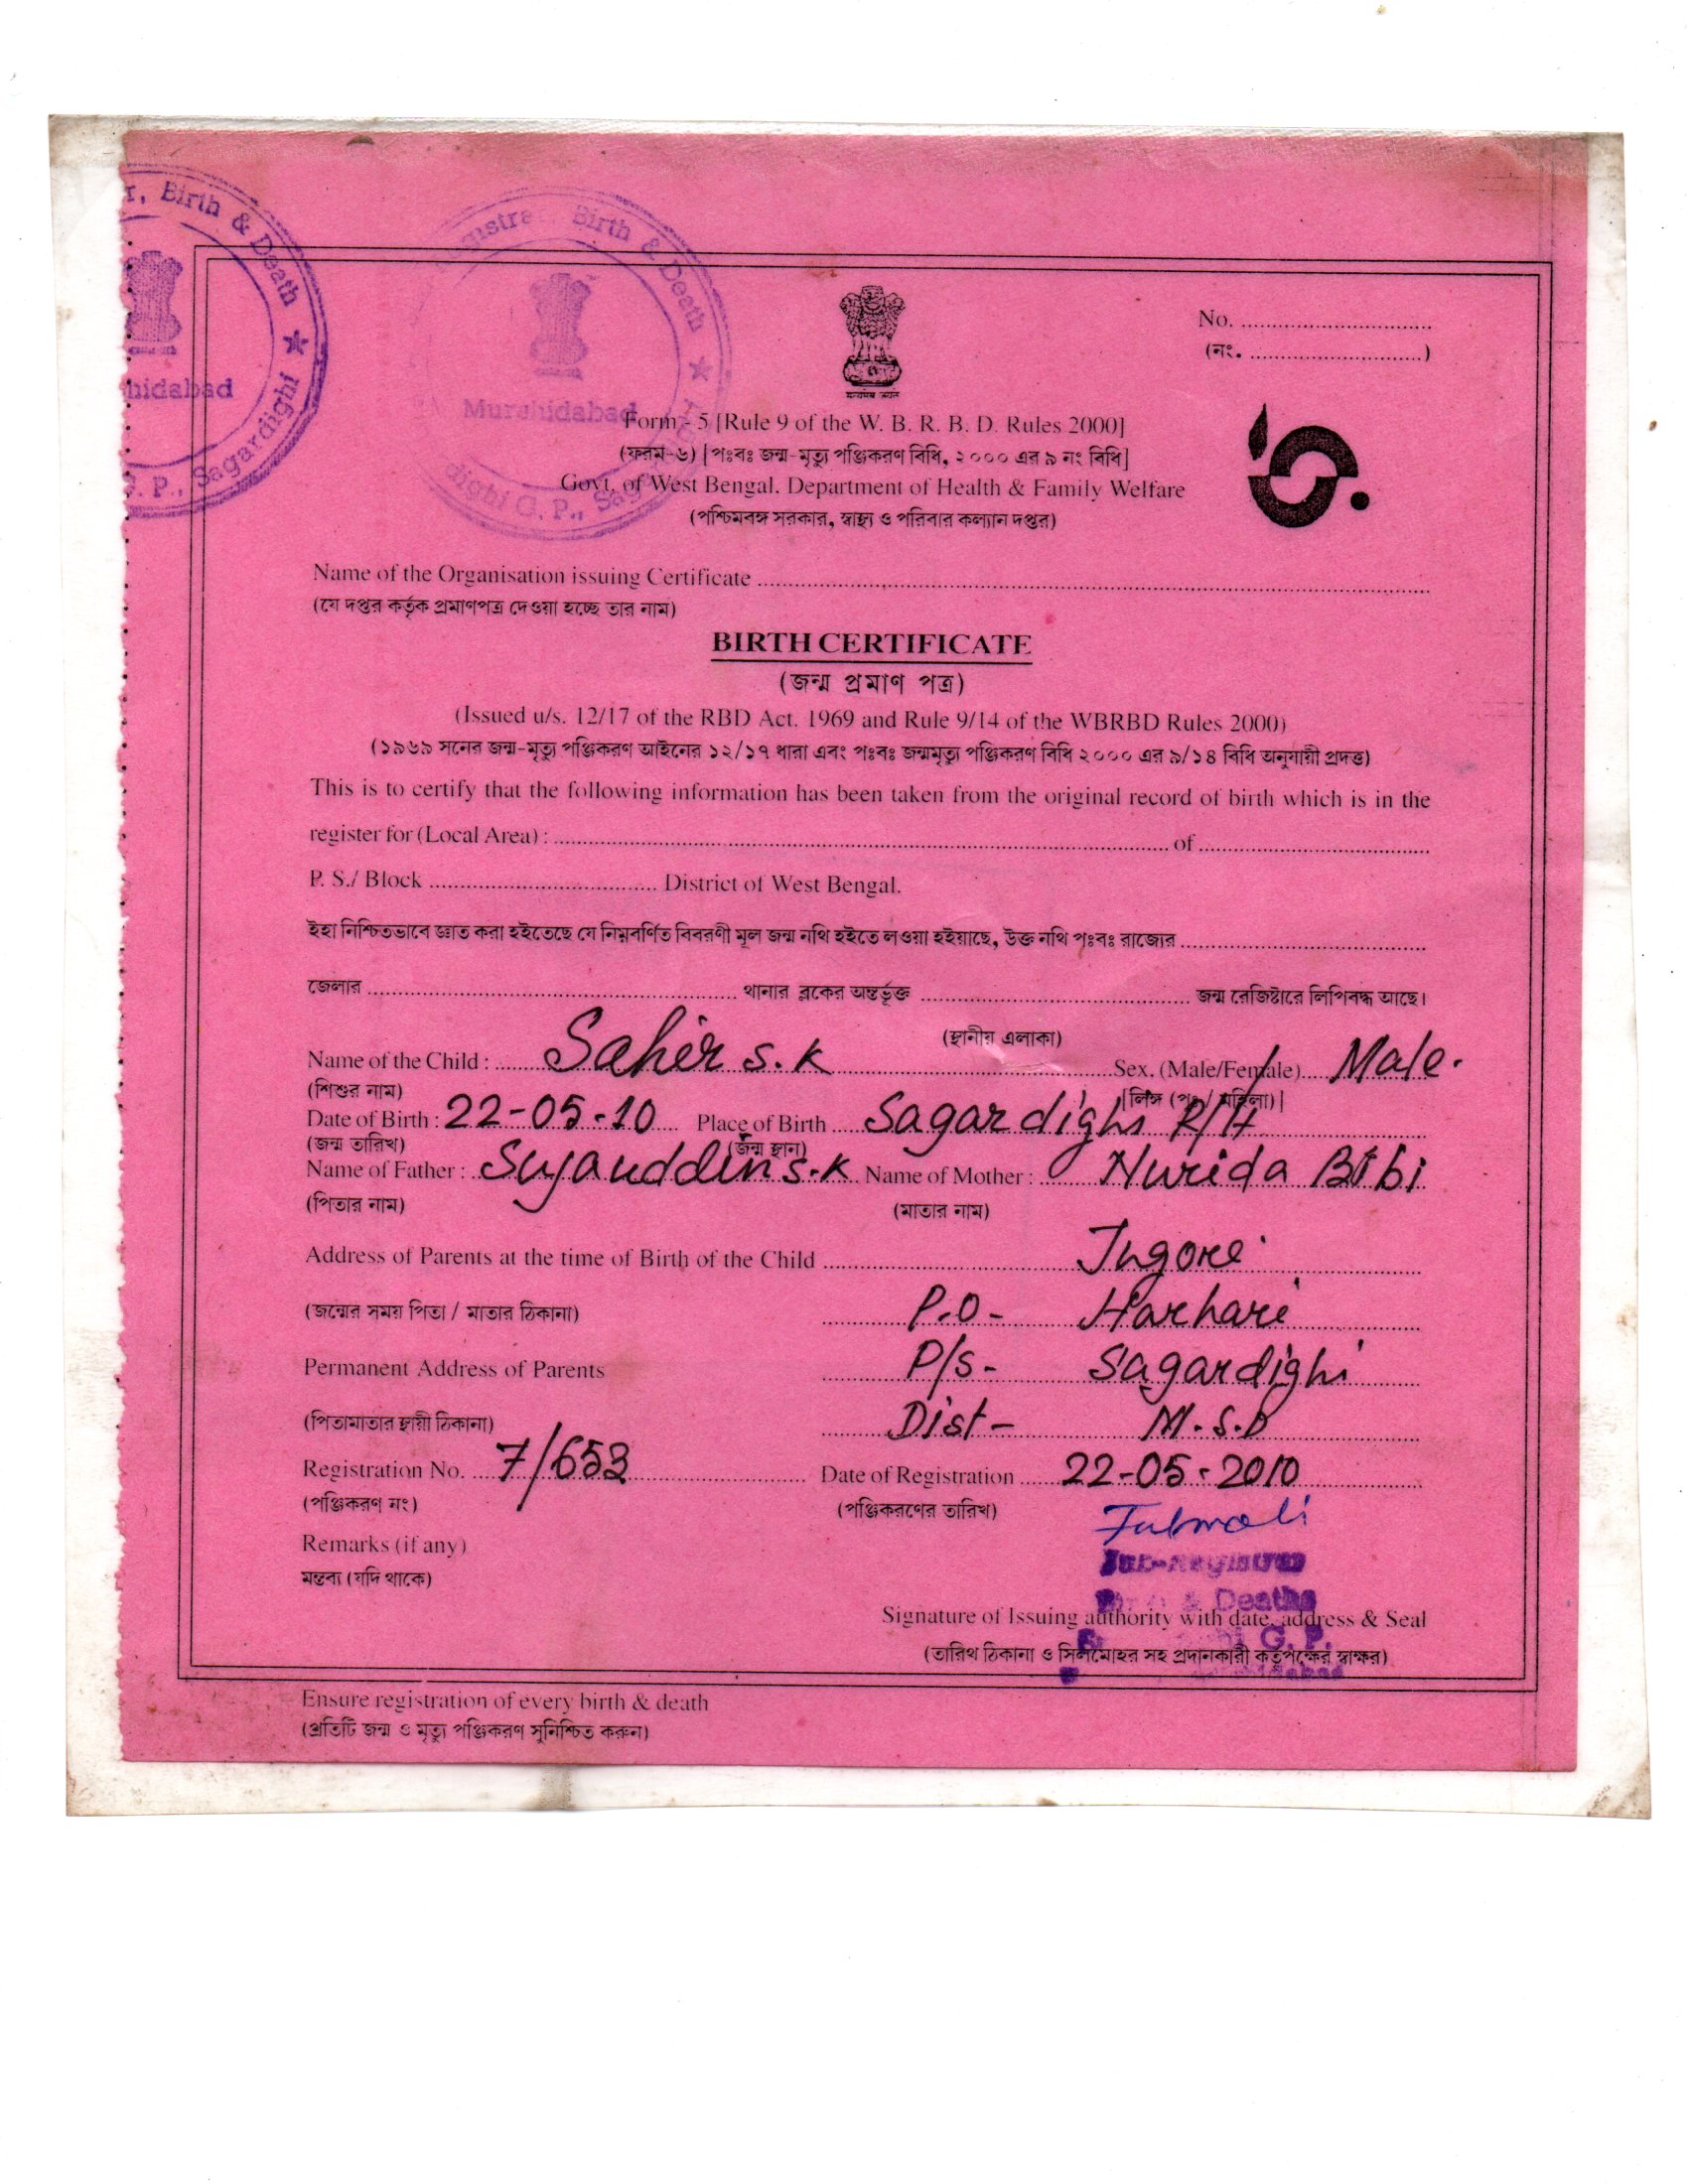 r, Birth & Death ★
hidabad
G. P., Sagardighi
gistra Birth & Death ★
Murshidabad
dighi G. P., Sag
सत्यमेव जयते
No. ................................
(নং. ............................)
Form - 5 [Rule 9 of the W. B. R. B. D. Rules 2000]
(ফরম-৬) [পঃবঃ জন্ম-মৃত্যু পঞ্জিকরণ বিধি, ২০০০ এর ৯ নং বিধি]
Govt. of West Bengal. Department of Health & Family Welfare
(পশ্চিমবঙ্গ সরকার, স্বাস্থ্য ও পরিবার কল্যান দপ্তর)
Name of the Organisation issuing Certificate ................................
(যে দপ্তর কর্তৃক প্রমাণপত্র দেওয়া হচ্ছে তার নাম)
BIRTH CERTIFICATE
(জন্ম প্রমাণ পত্র)
(Issued u/s. 12/17 of the RBD Act. 1969 and Rule 9/14 of the WBRBD Rules 2000)
(১৯৬৯ সনের জন্ম-মৃত্যু পঞ্জিকরণ আইনের ১২/১৭ ধারা এবং পঃবঃ জন্মমৃত্যু পঞ্জিকরণ বিধি ২০০০ এর ৯/১৪ বিধি অনুযায়ী প্রদত্ত)
This is to certify that the following information has been taken from the original record of birth which is in the
register for (Local Area) : ................................ of ................................
P. S./ Block ................................ District of West Bengal.
ইহা নিশ্চিতভাবে জ্ঞাত করা হইতেছে যে নিম্নবর্ণিত বিবরণী মূল জন্ম নথি হইতে লওয়া হইয়াছে, উক্ত নথি পঃবঃ রাজ্যের ................................
জেলার ................................ থানার ব্লকের অন্তর্ভূক্ত ................................ জন্ম রেজিষ্টারে লিপিবদ্ধ আছে।
(স্থানীয় এলাকা)
Name of the Child : Saher S.K Sex. (Male/Female) Male.
(শিশুর নাম) [লিঙ্গ (পুঃ / মহিলা)]
Date of Birth : 22-05-10 Place of Birth Sagardighi R/H
(জন্ম তারিখ) (জন্ম স্থান)
Name of Father : Sujauddin S.K Name of Mother : Nurida Bibi
(পিতার নাম) (মাতার নাম)
Address of Parents at the time of Birth of the Child Jugore
(জন্মের সময় পিতা / মাতার ঠিকানা) P.O- Harhari
Permanent Address of Parents P/S- Sagardighi
(পিতামাতার স্থায়ী ঠিকানা) Dist- M.S.D
Registration No. 7/653 Date of Registration 22-05-2010
(পঞ্জিকরণ নং) (পঞ্জিকরণের তারিখ)
Remarks (if any)
মন্তব্য (যদি থাকে)
Sub-Registrar
& Deaths
Signature of Issuing authority with date, address & Seal
G. P.
(তারিখ ঠিকানা ও সিলমোহর সহ প্রদানকারী কর্তৃপক্ষের স্বাক্ষর)
Ensure registration of every birth & death
(প্রতিটি জন্ম ও মৃত্যু পঞ্জিকরণ সুনিশ্চিত করুন)